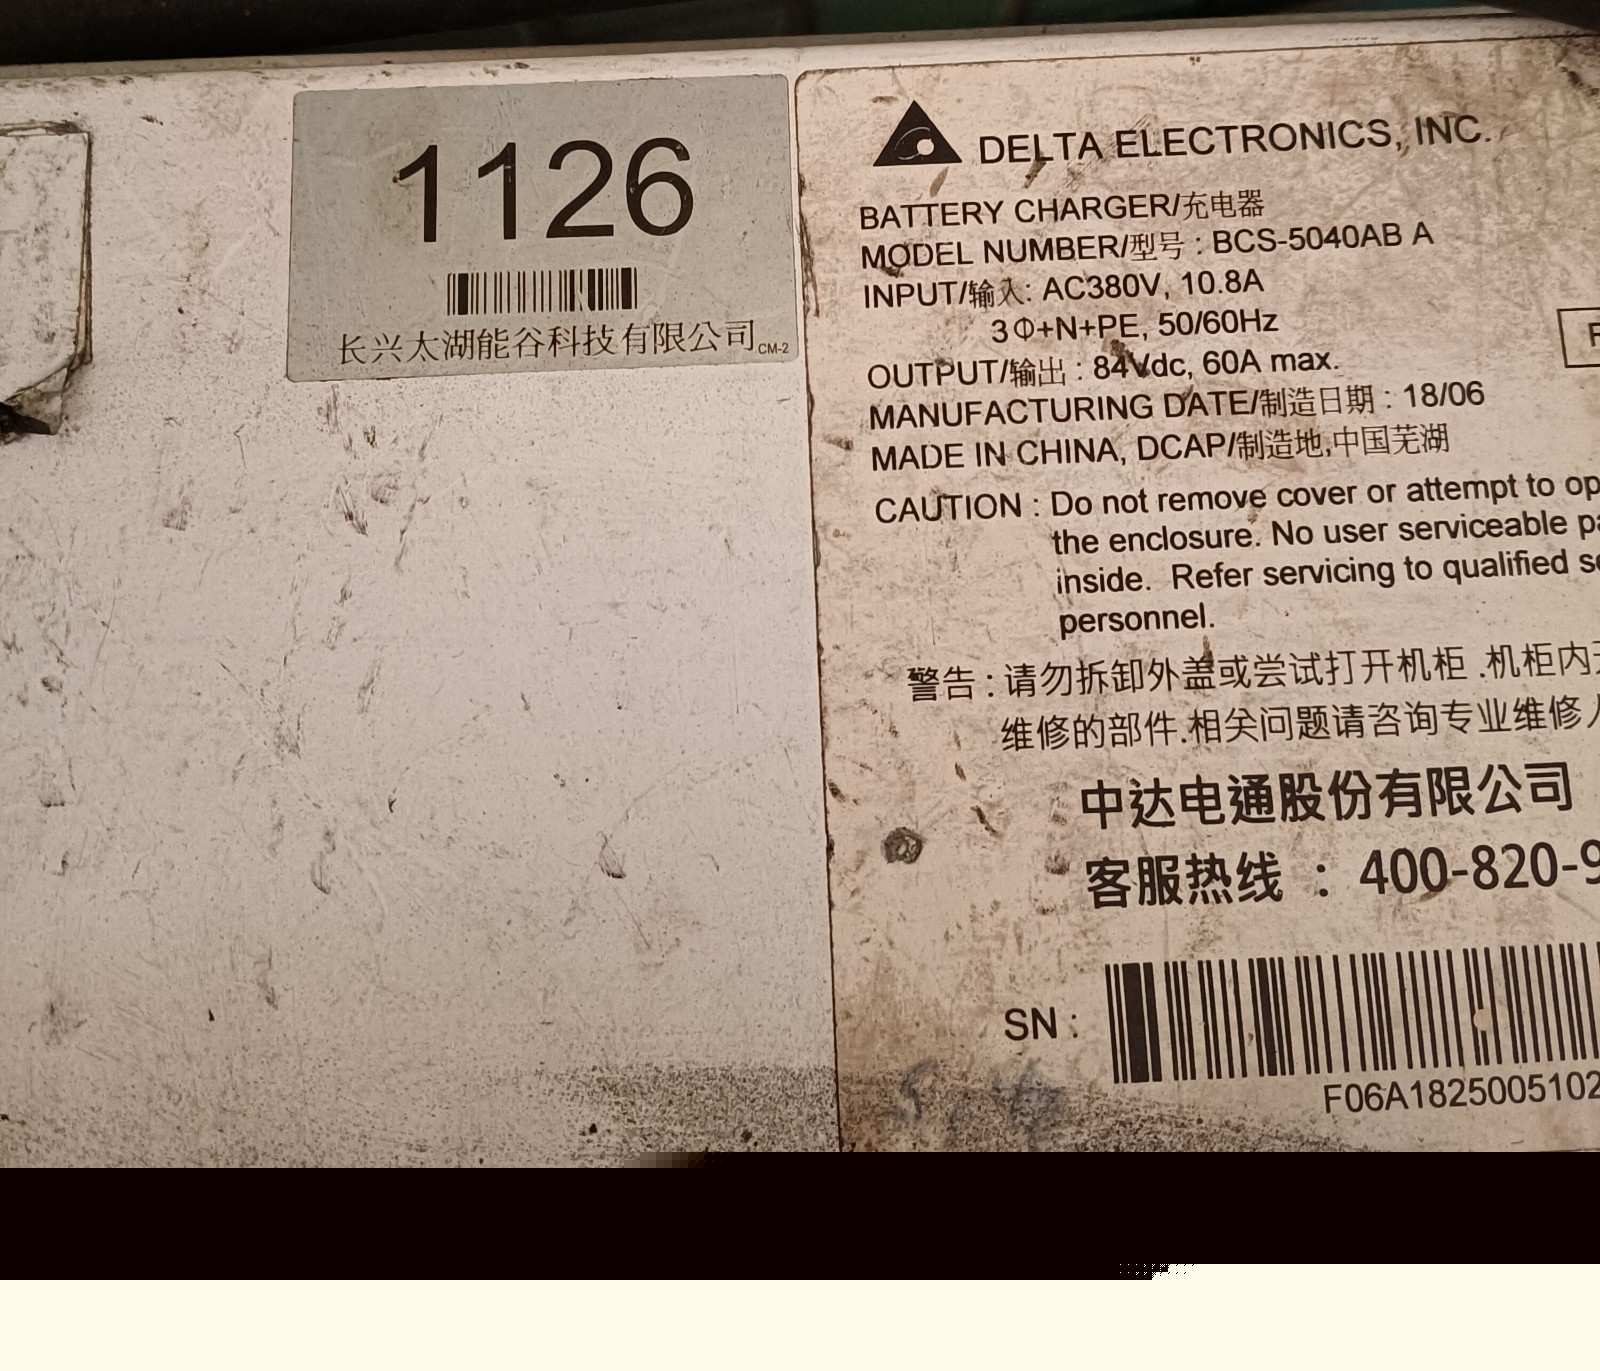 1126
长兴太湖能谷科技有限公司 CM-2
DELTA ELECTRONICS, INC.
BATTERY CHARGER/充电器
MODEL NUMBER/型号 : BCS-5040AB A
INPUT/输入: AC380V, 10.8A
3Φ+N+PE, 50/60Hz
OUTPUT/输出 : 84Vdc, 60A max.
MANUFACTURING DATE/制造日期 : 18/06
MADE IN CHINA, DCAP/制造地,中国芜湖
CAUTION : Do not remove cover or attempt to op
the enclosure. No user serviceable pa
inside. Refer servicing to qualified se
personnel.
警告 : 请勿拆卸外盖或尝试打开机柜 .机柜内
维修的部件.相关问题请咨询专业维修
中达电通股份有限公司
客服热线 : 400-820-9
SN :
F06A1825005102